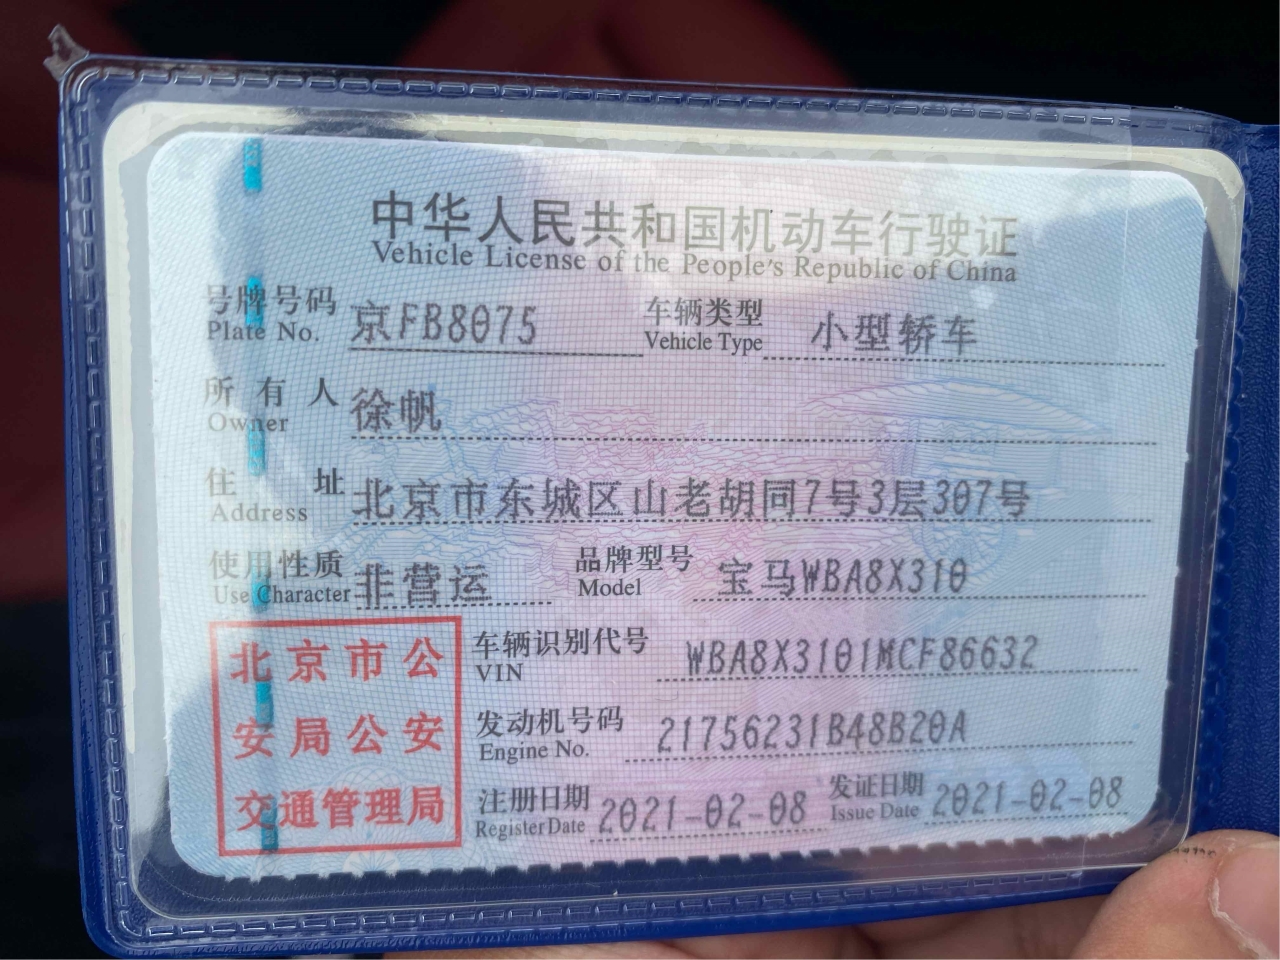 中华人民共和国机动车行驶证
Vehicle License of the People's Republic of China
号牌号码 京FB8075 车辆类型 小型轿车
Plate No. Vehicle Type
所有人 徐帆
Owner
住址 北京市东城区山老胡同7号3层307号
Address
使用性质 非营运 品牌型号 宝马WBA8X310
Use Character Model
北京市公
安局公安
交通管理局
车辆识别代号 WBA8X3101MCF86632
VIN
发动机号码 21756231B48B20A
Engine No.
注册日期 2021-02-08 发证日期 2021-02-08
Register Date Issue Date